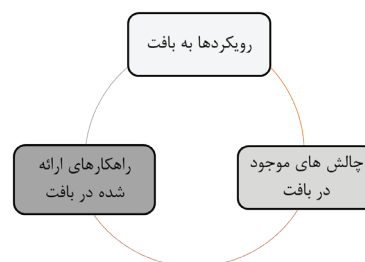 رویکردها به بافت
چالش های موجود
در بافت
راهکارهای ارائه
شده در بافت